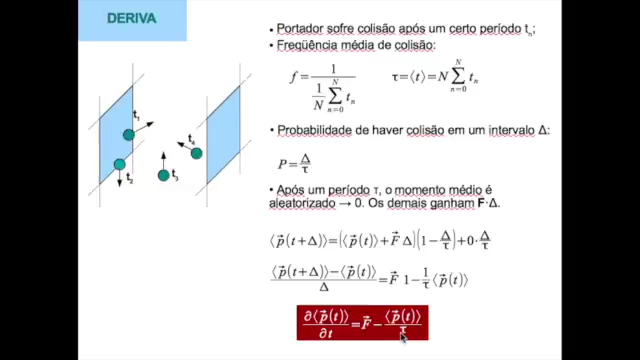 DERIVA
• Portador sofre colisão após um certo período tₙ;
• Freqüência média de colisão:
f = 1 / ( (1/N) ∑_{n=0}^{N} tₙ )    τ = ⟨t⟩ = N ∑_{n=0}^{N} tₙ
t₁
t₂
t₃
t₄
• Probabilidade de haver colisão em um intervalo Δ:
P = Δ/τ
• Após um período τ, o momento médio é
aleatorizado → 0. Os demais ganham F·Δ.
⟨p⃗(t+Δ)⟩ = (⟨p⃗(t)⟩ + F⃗ Δ)(1 − Δ/τ) + 0·Δ/τ
(⟨p⃗(t+Δ)⟩ − ⟨p⃗(t)⟩)/Δ = F⃗ 1 − (1/τ)⟨p⃗(t)⟩
∂⟨p⃗(t)⟩/∂t = F⃗ − ⟨p⃗(t)⟩/τ